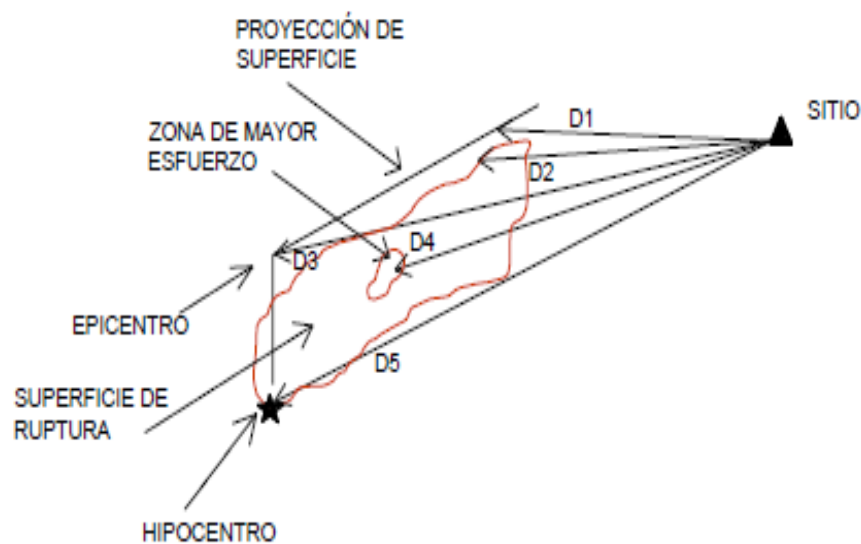 PROYECCIÓN DE
SUPERFICIE
ZONA DE MAYOR
ESFUERZO
D1
SITIO
D2
D3
D4
EPICENTRO
D5
SUPERFICIE DE
RUPTURA
HIPOCENTRO